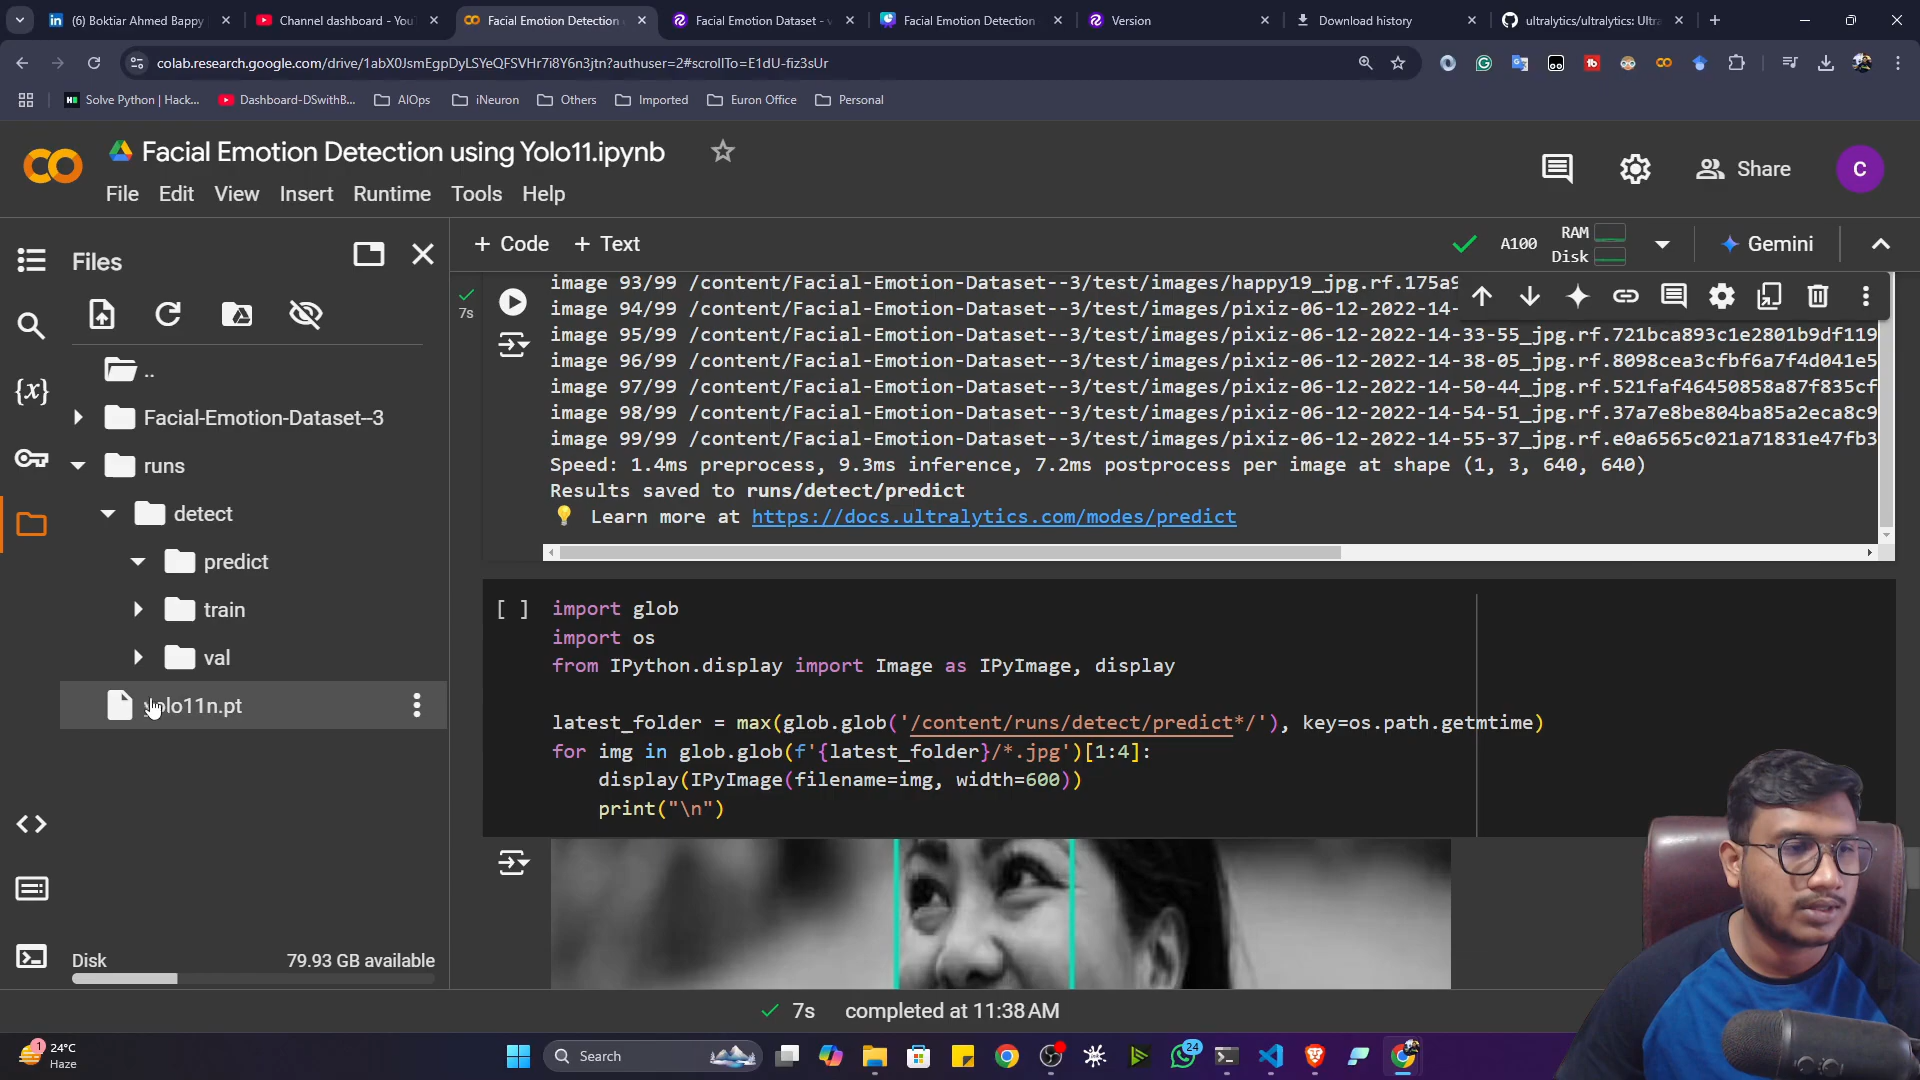 (6) Boktiar Ahmed Bappy
Channel dashboard - You
Facial Emotion Detection
Facial Emotion Dataset - v
Facial Emotion Detection
Version
Download history
ultralytics/ultralytics: Ultra
colab.research.google.com/drive/1abX0JsmEgpDyLSYeQFSVHr7i8Y6n3jtn?authuser=2#scrollTo=E1dU-fiz3sUr
Solve Python | Hack...
Dashboard-DSwithB...
AIOps
iNeuron
Others
Imported
Euron Office
Personal
Facial Emotion Detection using Yolo11.ipynb
Share
C
File Edit View Insert Runtime Tools Help
Files
+ Code + Text
A100
RAM
Disk
Gemini
..
Facial-Emotion-Dataset--3
runs
detect
predict
train
val
yolo11n.pt
Disk 79.93 GB available
7s
image 93/99 /content/Facial-Emotion-Dataset--3/test/images/happy19_jpg.rf.175a9
image 94/99 /content/Facial-Emotion-Dataset--3/test/images/pixiz-06-12-2022-14-
image 95/99 /content/Facial-Emotion-Dataset--3/test/images/pixiz-06-12-2022-14-33-55_jpg.rf.721bca893c1e2801b9df119
image 96/99 /content/Facial-Emotion-Dataset--3/test/images/pixiz-06-12-2022-14-38-05_jpg.rf.8098cea3cfbf6a7f4d041e5
image 97/99 /content/Facial-Emotion-Dataset--3/test/images/pixiz-06-12-2022-14-50-44_jpg.rf.521faf46450858a87f835cf
image 98/99 /content/Facial-Emotion-Dataset--3/test/images/pixiz-06-12-2022-14-54-51_jpg.rf.37a7e8be804ba85a2eca8c9
image 99/99 /content/Facial-Emotion-Dataset--3/test/images/pixiz-06-12-2022-14-55-37_jpg.rf.e0a6565c021a71831e47fb3
Speed: 1.4ms preprocess, 9.3ms inference, 7.2ms postprocess per image at shape (1, 3, 640, 640)
Results saved to runs/detect/predict
💡 Learn more at https://docs.ultralytics.com/modes/predict
[ ] import glob
import os
from IPython.display import Image as IPyImage, display
latest_folder = max(glob.glob('/content/runs/detect/predict*/'), key=os.path.getmtime)
for img in glob.glob(f'{latest_folder}/*.jpg')[1:4]:
display(IPyImage(filename=img, width=600))
print("\n")
7s completed at 11:38 AM
1
24°C
Haze
Search
24